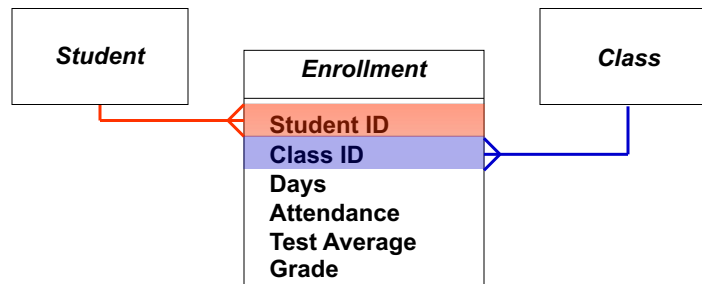 Student
Enrollment
Class
Student ID
Class ID
Days
Attendance
Test Average
Grade